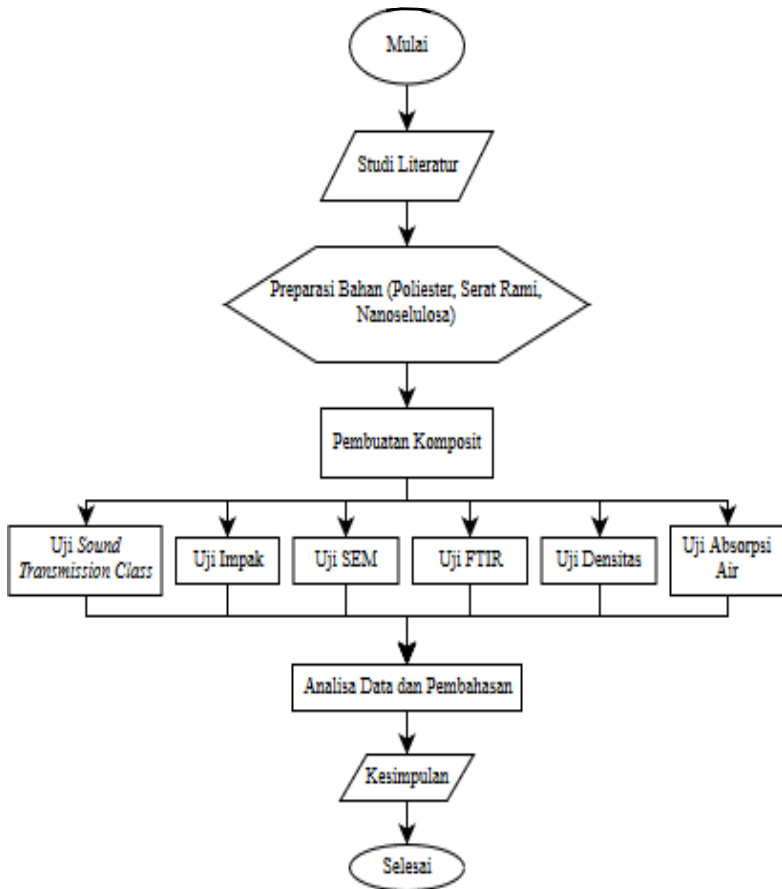 Mulai
Studi Literatur
Preparasi Bahan (Poliester, Serat Rami,
Nanoselulosa)
Pembuatan Komposit
Uji Sound
Transmission Class
Uji Impak
Uji SEM
Uji FTIR
Uji Densitas
Uji Absorpsi
Air
Analisa Data dan Pembahasan
Kesimpulan
Selesai